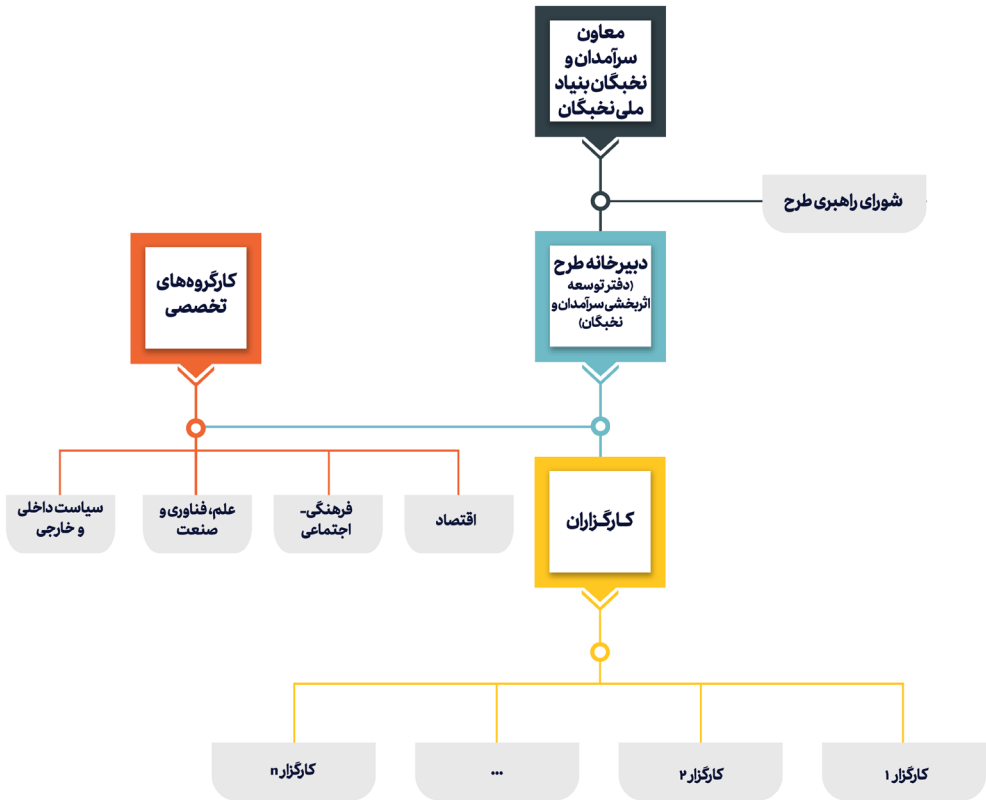 معاون
سرآمدان و
نخبگان بنیاد
ملی نخبگان
شورای راهبری طرح
دبیرخانه طرح
(دفتر توسعه
اثربخشی سرآمدان و
نخبگان)
کارگروه‌های
تخصصی
اقتصاد
فرهنگی-
اجتماعی
علم، فناوری و
صنعت
سیاست داخلی
و خارجی
کارگزاران
کارگزار ۱
کارگزار ۲
...
کارگزار n